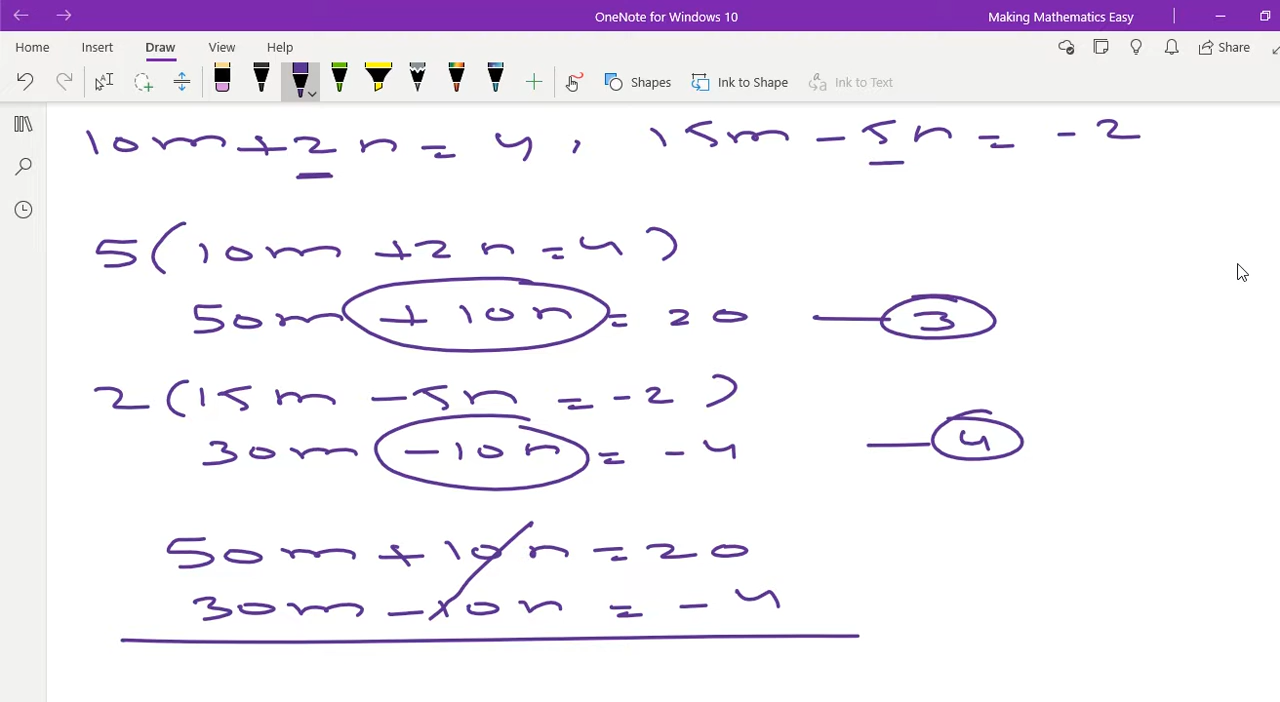 OneNote for Windows 10
Making Mathematics Easy
Home Insert Draw View Help
Share
Shapes
Ink to Shape
Ink to Text
10m+2n=4, 15m-5n=-2
5(10m+2n=4)
50m+10n=20 — 3
2(15m-5n=-2)
30m-10n=-4 — 4
50m+10n=20
30m-10n=-4